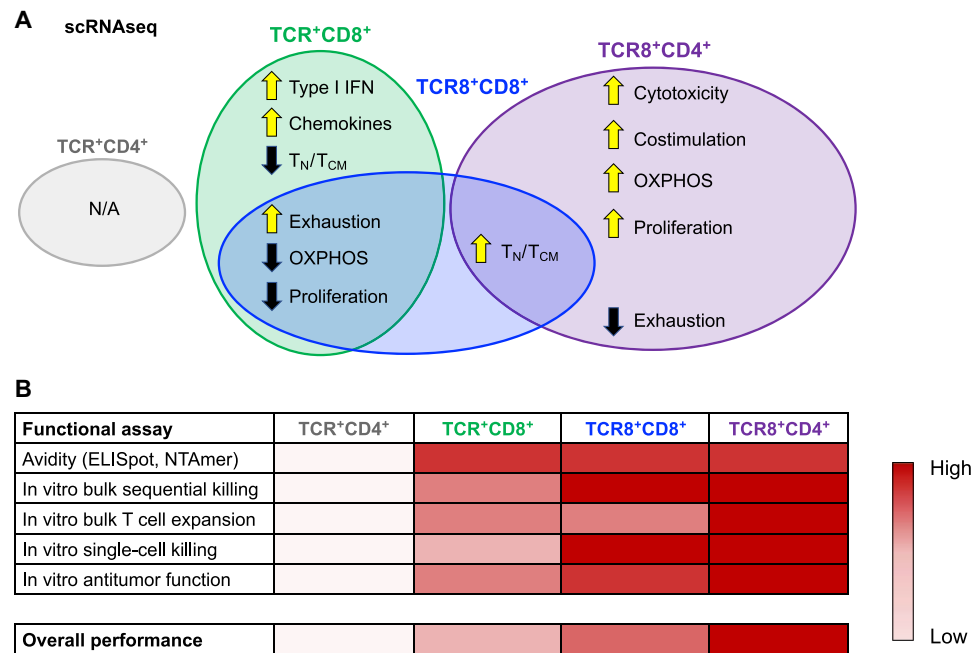 A
scRNAseq
TCR⁺CD8⁺
TCR8⁺CD8⁺
TCR8⁺CD4⁺
TCR⁺CD4⁺
N/A
Type I IFN
Chemokines
T_N/T_CM
Exhaustion
OXPHOS
Proliferation
T_N/T_CM
Cytotoxicity
Costimulation
OXPHOS
Proliferation
Exhaustion
B
Functional assay TCR⁺CD4⁺ TCR⁺CD8⁺ TCR8⁺CD8⁺ TCR8⁺CD4⁺
Avidity (ELISpot, NTAmer)
In vitro bulk sequential killing
In vitro bulk T cell expansion
In vitro single-cell killing
In vitro antitumor function
Overall performance
High
Low